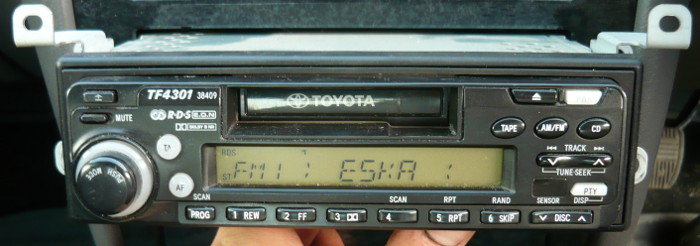 TF4301 38409
MUTE
R·D·S E.O.N
DOLBY B NR
TOYOTA
TAPE AM/FM CD
TRACK
TUNE·SEEK
TA
AF
RDS
ST FM1 ESKA
PUSH MODE
PTY
SENSOR DISP
SCAN SCAN RPT RAND
PROG 1 REW 2 FF 3 4 5 RPT 6 SKIP DISC